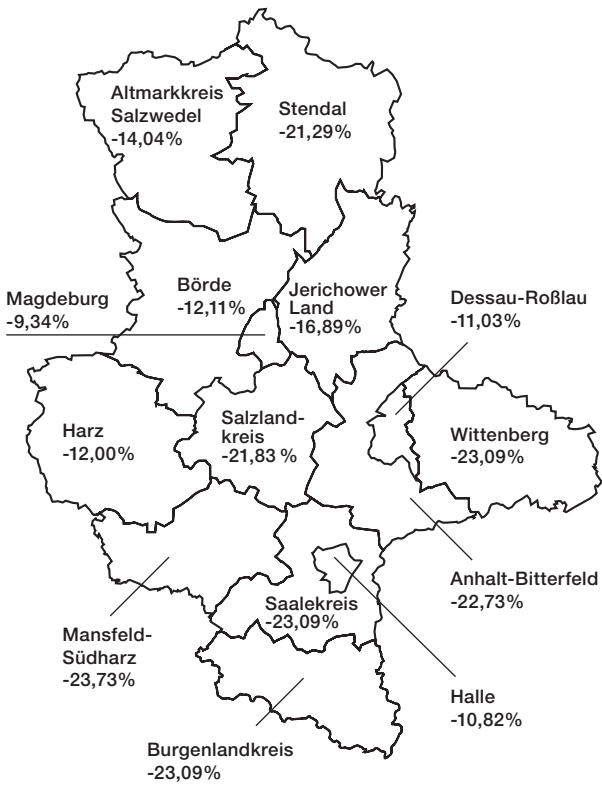 Altmarkkreis
Salzwedel
-14,04%
Stendal
-21,29%
Börde
-12,11%
Magdeburg
-9,34%
Jerichower
Land
-16,89%
Dessau-Roßlau
-11,03%
Harz
-12,00%
Salzland-
kreis
-21,83 %
Wittenberg
-23,09%
Anhalt-Bitterfeld
-22,73%
Saalekreis
-23,09%
Mansfeld-
Südharz
-23,73%
Halle
-10,82%
Burgenlandkreis
-23,09%